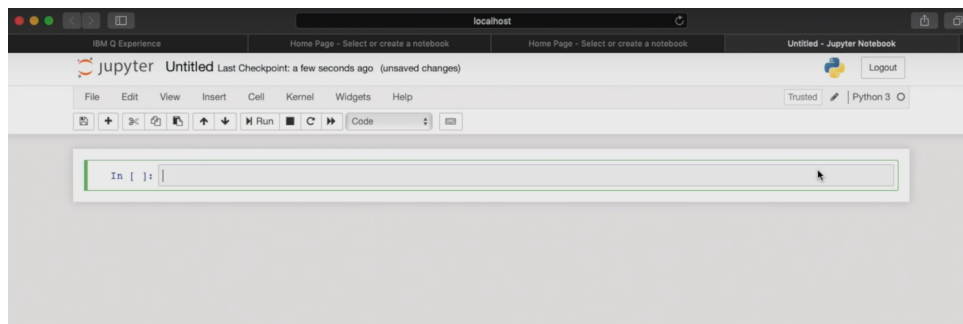 localhost
IBM Q Experience Home Page - Select or create a notebook Home Page - Select or create a notebook Untitled - Jupyter Notebook
jupyter Untitled Last Checkpoint: a few seconds ago (unsaved changes) Logout
File Edit View Insert Cell Kernel Widgets Help Trusted Python 3
Run Code
In [ ]: